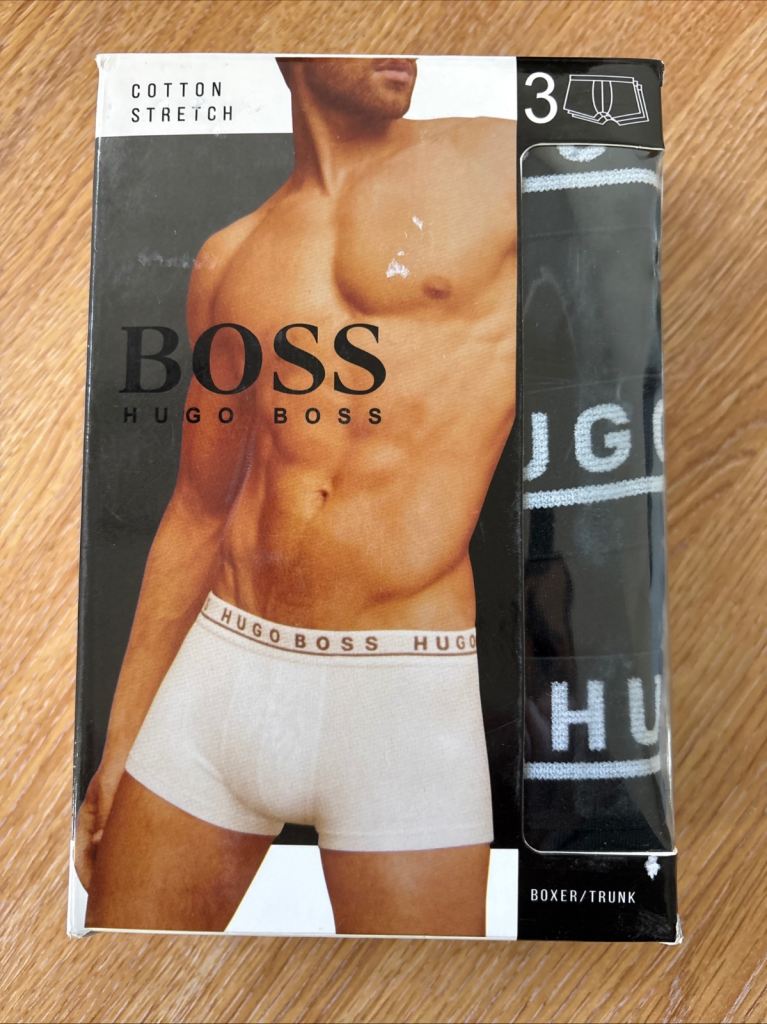 COTTON
STRETCH
3
BOSS
HUGO BOSS
UGO
HU
HUGO BOSS HUGO
BOXER/TRUNK